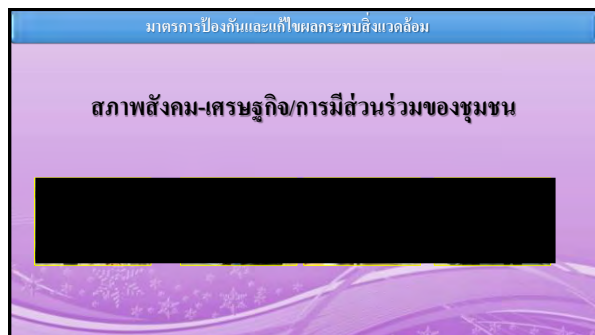 มาตรการป้องกันและแก้ไขผลกระทบสิ่งแวดล้อม
สภาพสังคม-เศรษฐกิจ/การมีส่วนร่วมของชุมชน